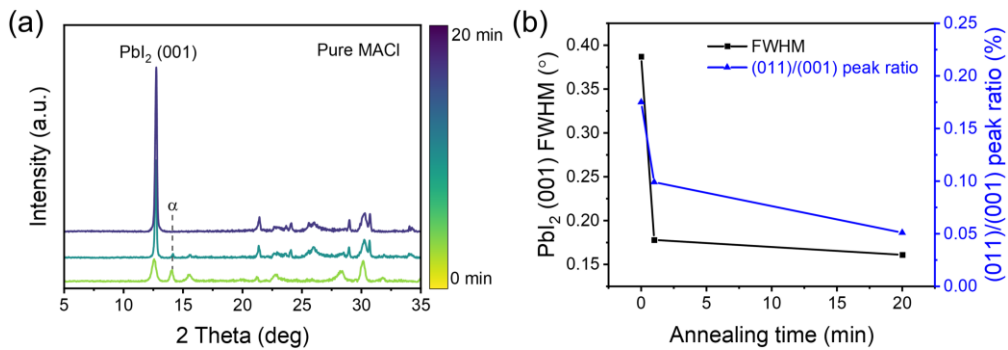 (a)
PbI₂ (001)
Pure MACl
α
20 min
0 min
Intensity (a.u.)
5 10 15 20 25 30 35
2 Theta (deg)
(b)
FWHM
(011)/(001) peak ratio
0.40
0.35
0.30
0.25
0.20
0.15
PbI₂ (001) FWHM (°)
0.25
0.20
0.15
0.10
0.05
0.00
(011)/(001) peak ratio (%)
0 5 10 15 20
Annealing time (min)